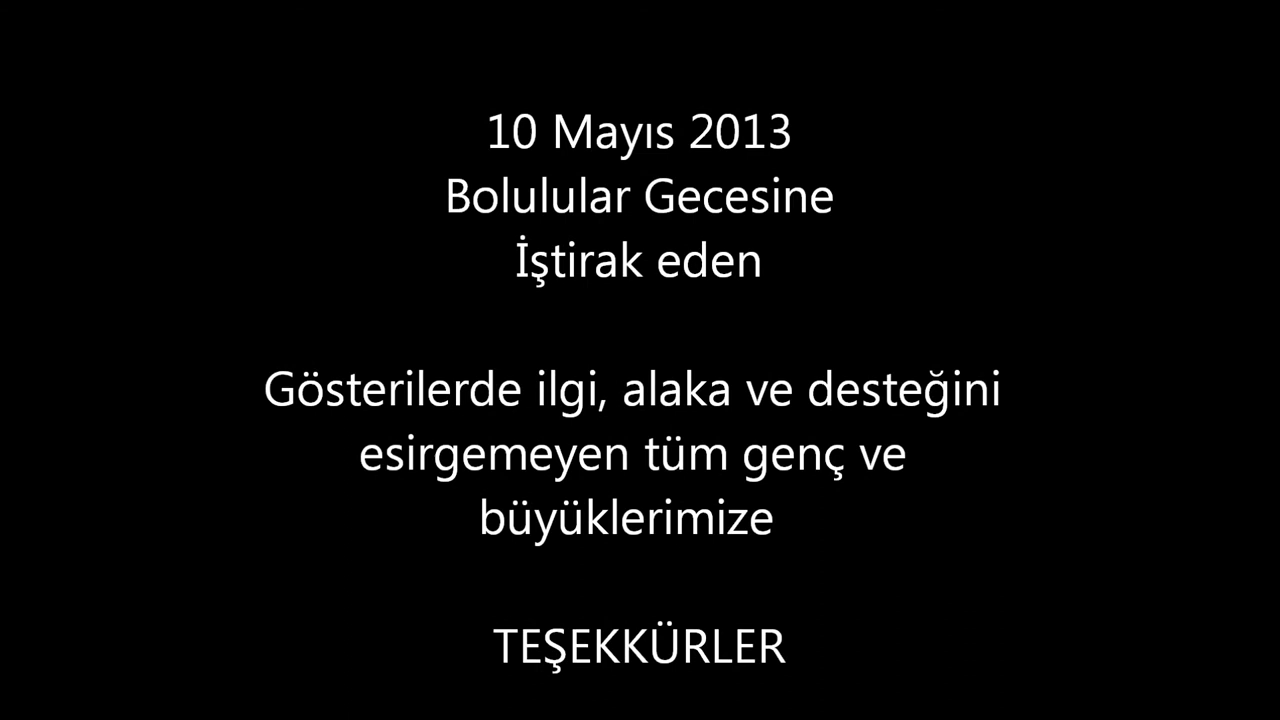 10 Mayıs 2013
Bolulular Gecesine
İştirak eden
Gösterilerde ilgi, alaka ve desteğini
esirgemeyen tüm genç ve
büyüklerimize
TEŞEKKÜRLER